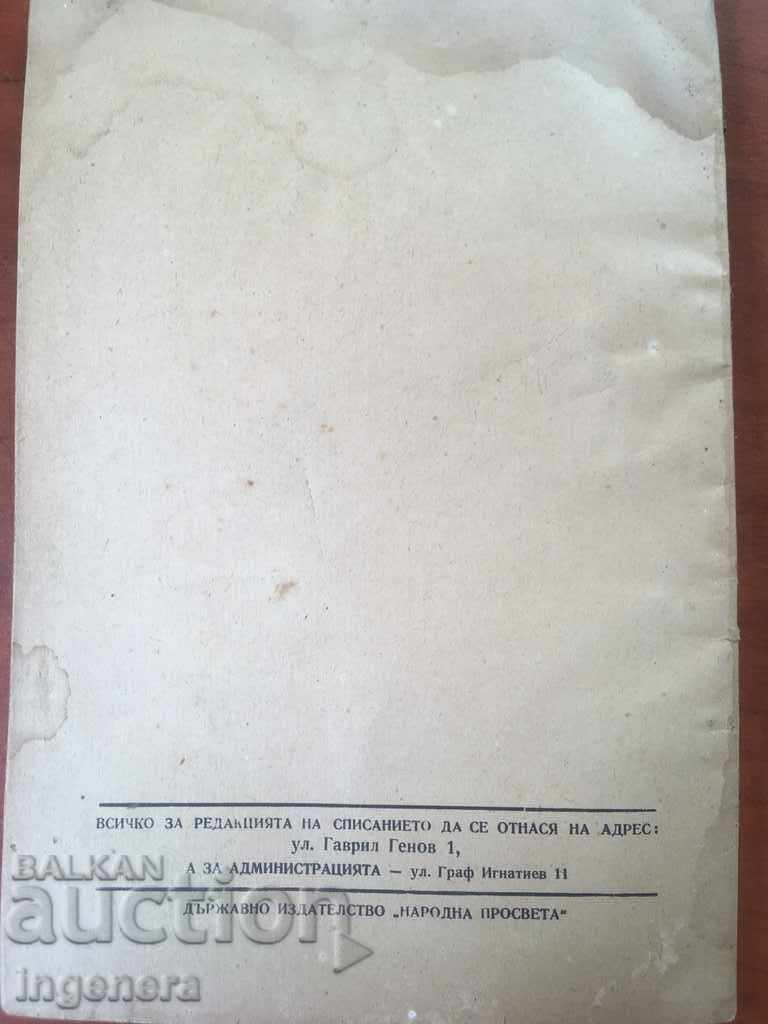 ВСИЧКО ЗА РЕДАКЦИЯТА НА СПИСАНИЕТО ДА СЕ ОТНАСЯ НА АДРЕС:
ул. Гаврил Генов 1,
А ЗА АДМИНИСТРАЦИЯТА — ул. Граф Игнатиев 11
ДЪРЖАВНО ИЗДАТЕЛСТВО „НАРОДНА ПРОСВЕТА“
BALKAN
auction
ingenera